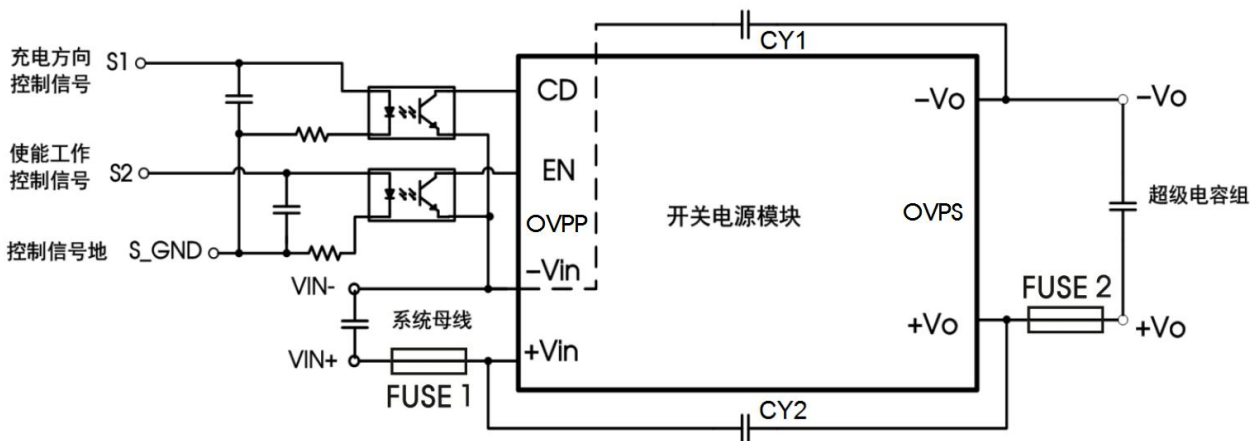 CY1
充电方向
控制信号
S1
CD
-Vo
-Vo
使能工作
控制信号
S2
EN
OVPP
开关电源模块
OVPS
超级电容组
控制信号地
S_GND
-Vin
VIN-
系统母线
FUSE 2
+Vo
+Vo
VIN+
+Vin
FUSE 1
CY2